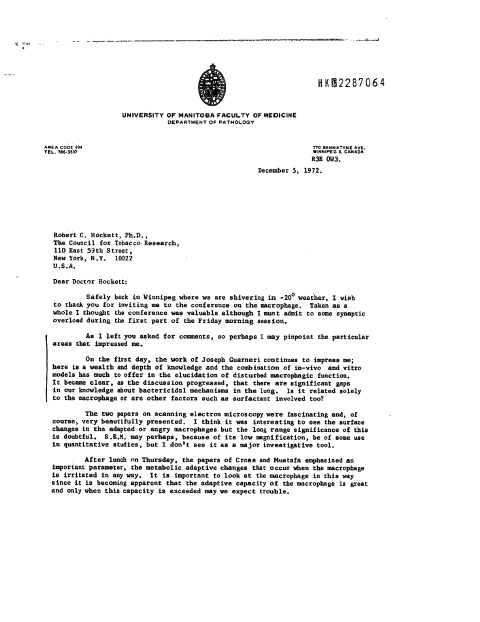 HK 2287064
UNIVERSITY OF MANITOBA FACULTY OF MEDICINE
DEPARTMENT OF PATHOLOGY
AREA CODE 204
TEL. 786-3537
770 BANNATYNE AVE.
WINNIPEG 3, CANADA
R3E 0W3.
December 5, 1972.
Robert C. Hockett, Ph.D.,
The Council for Tobacco Research,
110 East 59th Street,
New York, N.Y. 10022
U.S.A.
Dear Doctor Hockett:
Safely back in Winnipeg where we are shivering in -20° weather, I wish
to thank you for inviting me to the conference on the macrophage. Taken as a
whole I thought the conference was valuable although I must admit to some synaptic
overload during the first part of the Friday morning session.
As I left you asked for comments, so perhaps I may pinpoint the particular
areas that impressed me.
On the first day, the work of Joseph Guarneri continues to impress me;
here is a wealth and depth of knowledge and the combination of in-vivo and vitro
models has much to offer in the elucidation of disturbed macrophagic function.
It became clear, as the discussion progressed, that there are significant gaps
in our knowledge about bactericidal mechanisms in the lung. Is it related solely
to the macrophage or are other factors such as surfactant involved too?
The two papers on scanning electron microscopy were fascinating and, of
course, very beautifully presented. I think it was interesting to see the surface
changes in the adapted or angry macrophages but the long range significance of this
is doubtful. S.E.M. may perhaps, because of its low magnification, be of some use
in quantitative studies, but I don't see it as a major investigative tool.
After lunch on Thursday, the papers of Cross and Mustafa emphasized an
important parameter, the metabolic adaptive changes that occur when the macrophage
is irritated in any way. It is important to look at the macrophage in this way
since it is becoming apparent that the adaptive capacity of the macrophage is great
and only when this capacity is exceeded may we expect trouble.